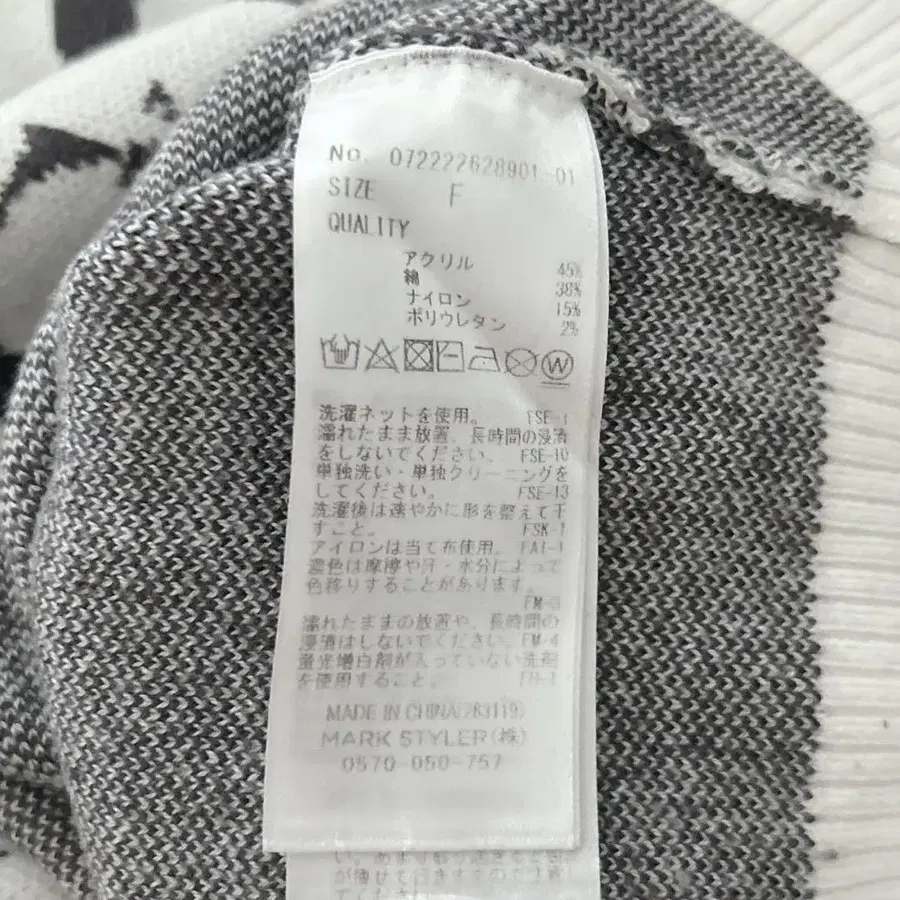 No. 072222628901-01
SIZE F
QUALITY
アクリル 45%
綿 38%
ナイロン 15%
ポリウレタン 2%
W
洗濯ネットを使用。 FSE-1
濡れたまま放置、長時間の浸漬
をしないでください。 FSE-10
単独洗い・単独クリーニングを
してください。 FSE-13
洗濯後は速やかに形を整えて干
すこと。 FSK-1
アイロンは当て布使用。 FAI-1
濃色は摩擦や汗・水分によって
色移りすることがあります。
FM-3
濡れたままの放置や、長時間の
浸漬はしないでください。 FM-4
蛍光増白剤が入っていない洗剤
を使用すること。
MADE IN CHINA(283119)
MARK STYLER(株)
0570-050-757
てください